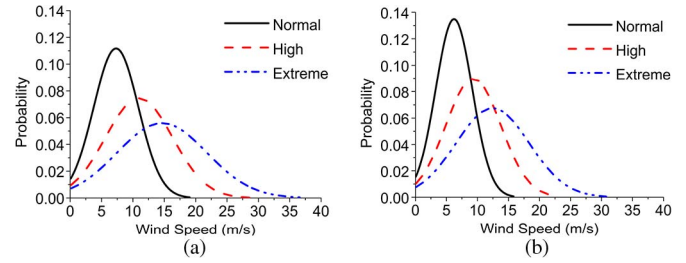 0.14
0.12
0.10
0.08
0.06
0.04
0.02
0.00
Probability
Normal
High
Extreme
0 5 10 15 20 25 30 35 40
Wind Speed (m/s)
(a)
0.14
0.12
0.10
0.08
0.06
0.04
0.02
0.00
Probability
Normal
High
Extreme
0 5 10 15 20 25 30 35 40
Wind Speed (m/s)
(b)